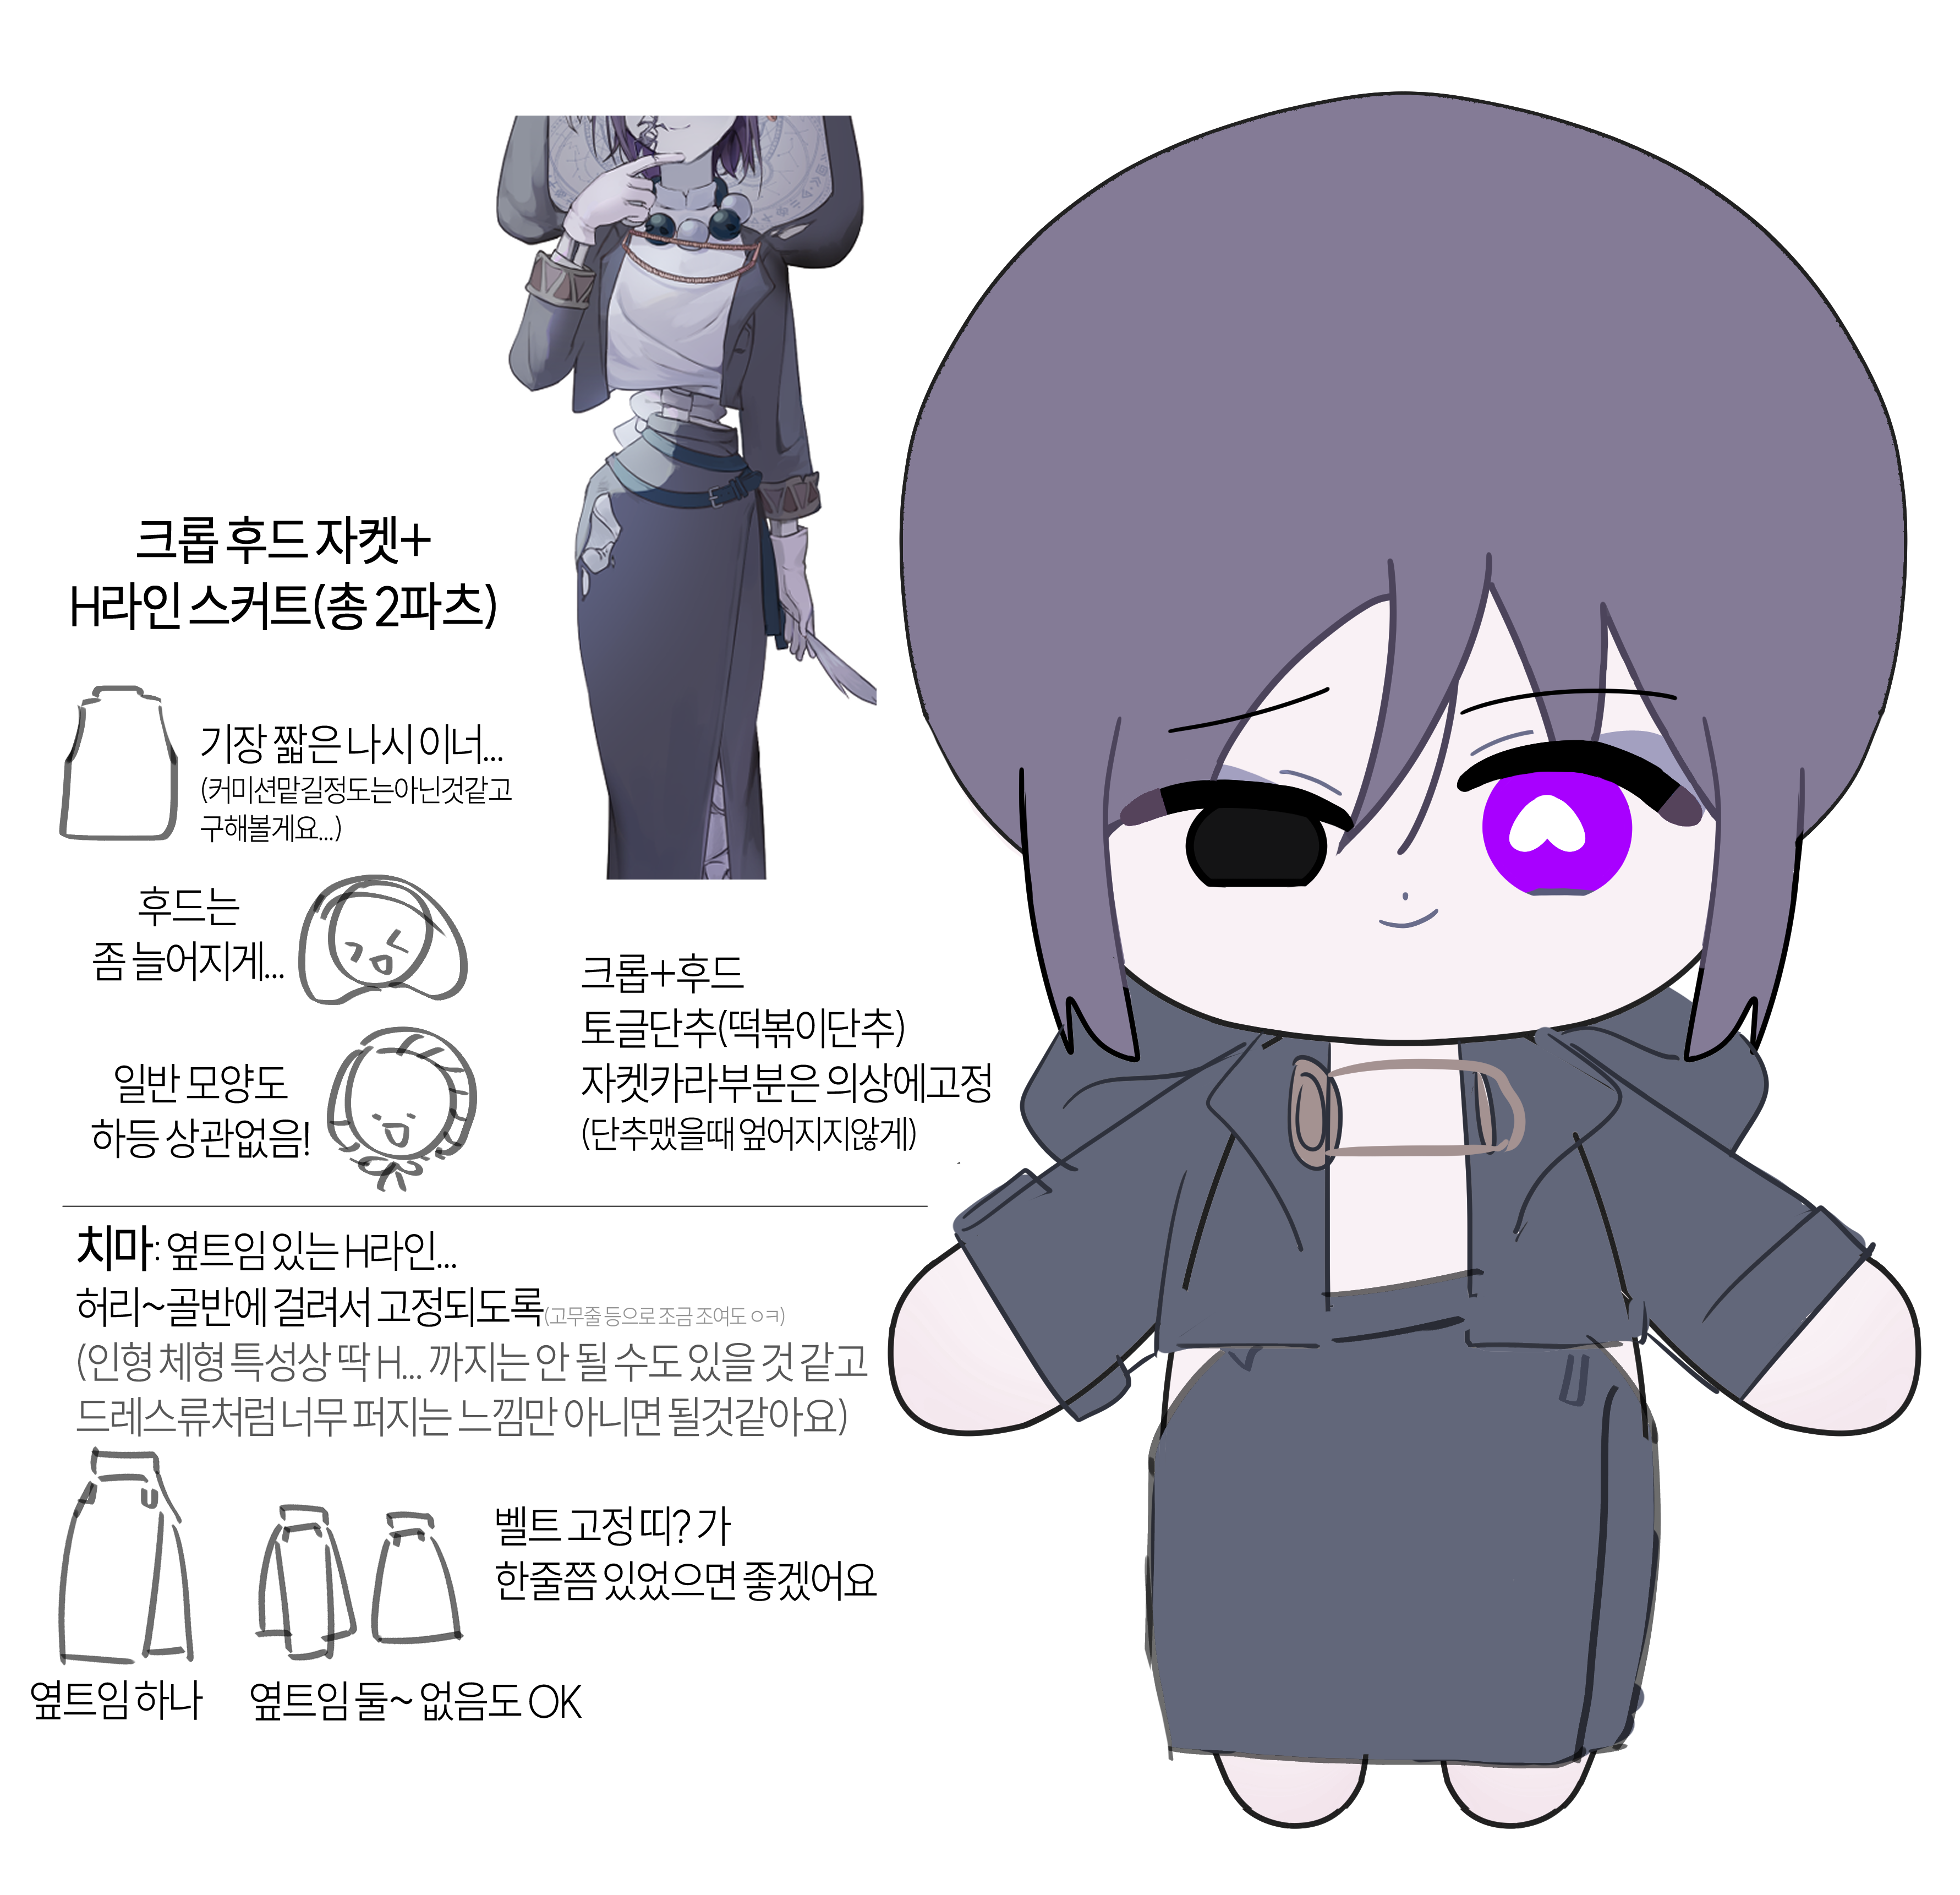 크롭 후드 자켓+
H라인 스커트(총 2파츠)
기장 짧은 나시 이너...
(커미션맡길정도는아닌것같고
구해볼게요...)
후드는
좀 늘어지게...
일반 모양도
하등 상관없음!
크롭+후드
토글단추(떡볶이단추)
자켓카라부분은 의상에고정
(단추맸을때 엎어지지않게)
치마: 옆트임 있는 H라인...
허리~골반에 걸려서 고정되도록(고무줄 등으로 조금 조여도 ㅇㅋ)
(인형 체형 특성상 딱 H... 까지는 안 될 수도 있을 것 같고
드레스류처럼 너무 퍼지는 느낌만 아니면 될것같아요)
벨트 고정 띠? 가
한줄쯤 있었으면 좋겠어요
옆트임 하나
옆트임 둘~ 없음도 OK